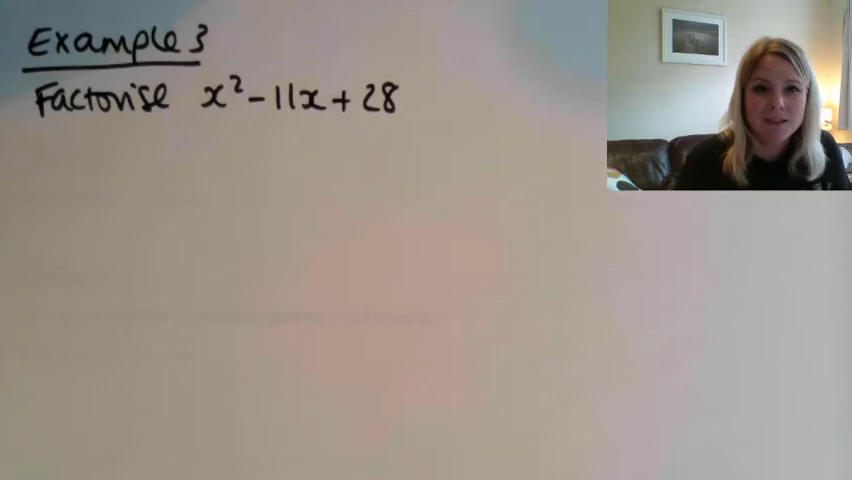 Example 3
Factorise x² - 11x + 28